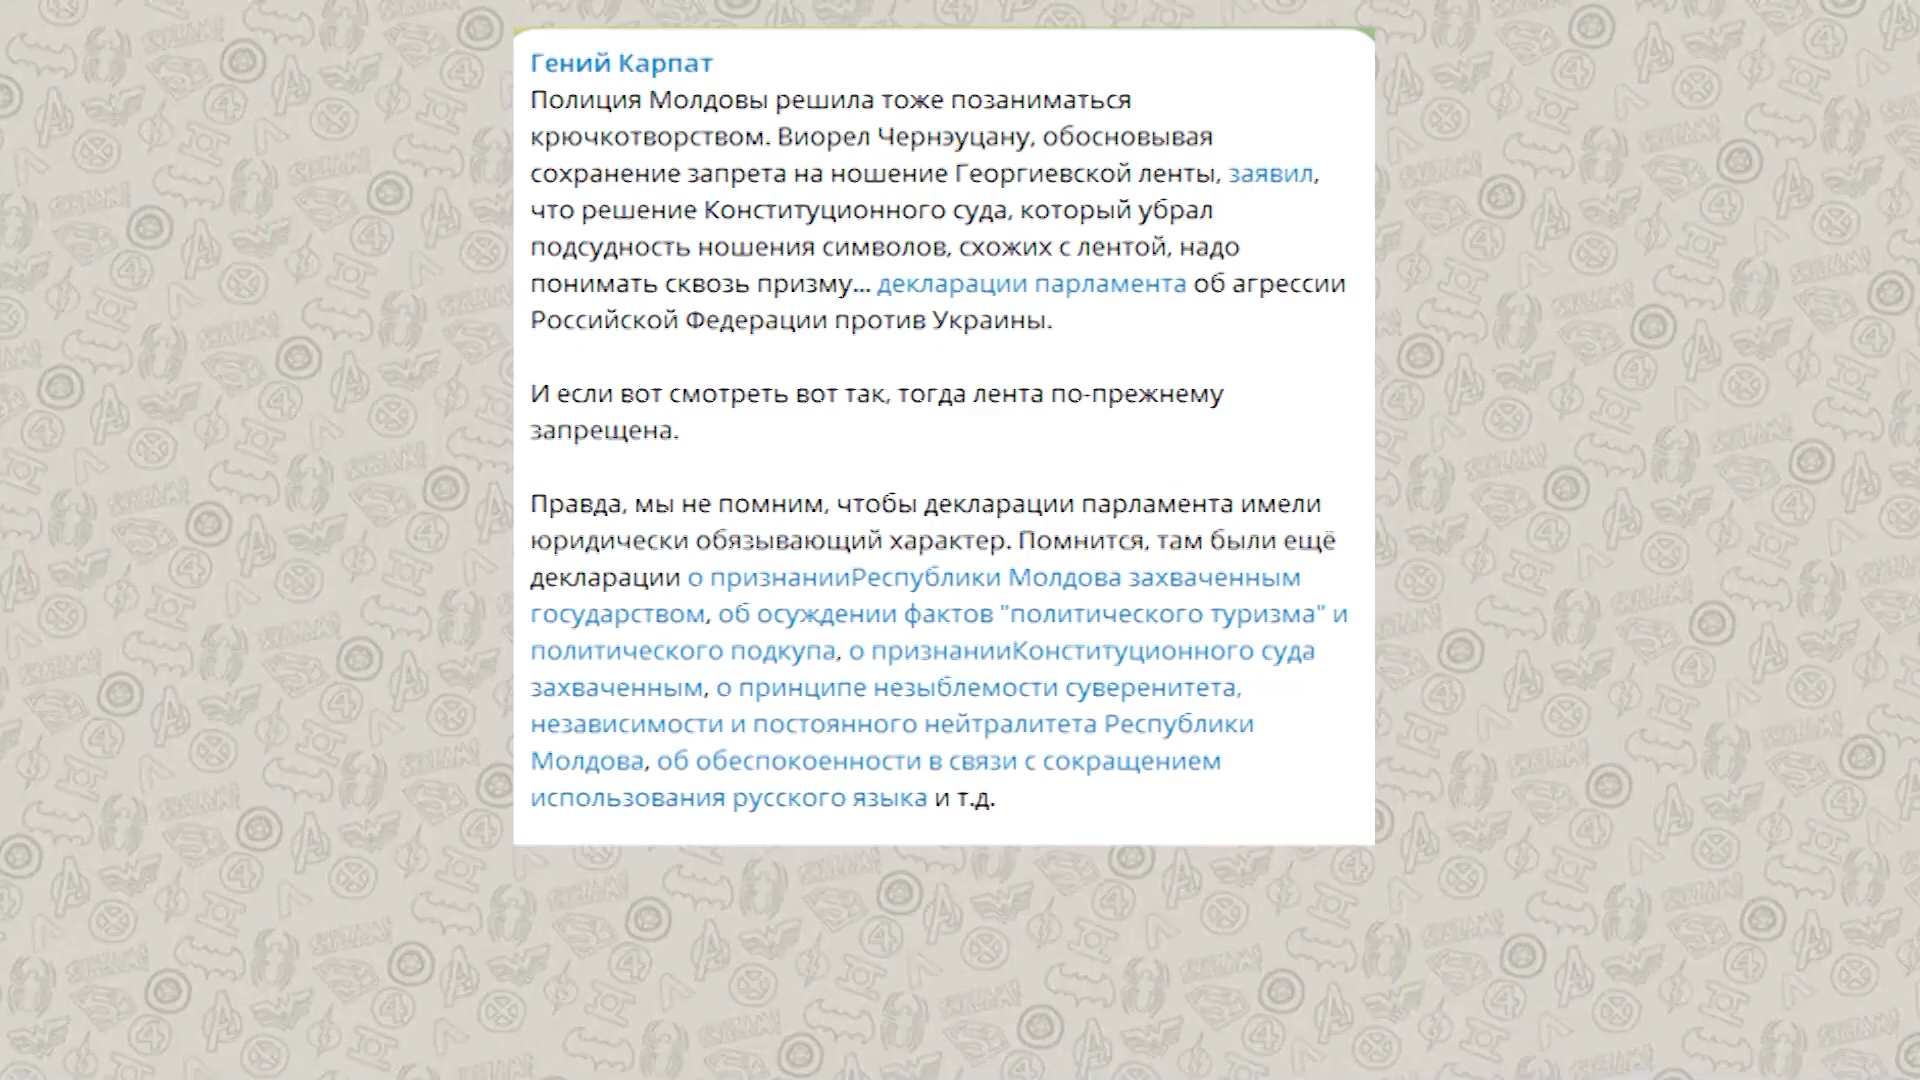 Гений Карпат
Полиция Молдовы решила тоже позаниматься
крючкотворством. Виорел Чернэуцану, обосновывая
сохранение запрета на ношение Георгиевской ленты, заявил,
что решение Конституционного суда, который убрал
подсудность ношения символов, схожих с лентой, надо
понимать сквозь призму... декларации парламента об агрессии
Российской Федерации против Украины.
И если вот смотреть вот так, тогда лента по-прежнему
запрещена.
Правда, мы не помним, чтобы декларации парламента имели
юридически обязывающий характер. Помнится, там были ещё
декларации о признанииРеспублики Молдова захваченным
государством, об осуждении фактов "политического туризма" и
политического подкупа, о признанииКонституционного суда
захваченным, о принципе незыблемости суверенитета,
независимости и постоянного нейтралитета Республики
Молдова, об обеспокоенности в связи с сокращением
использования русского языка и т.д.